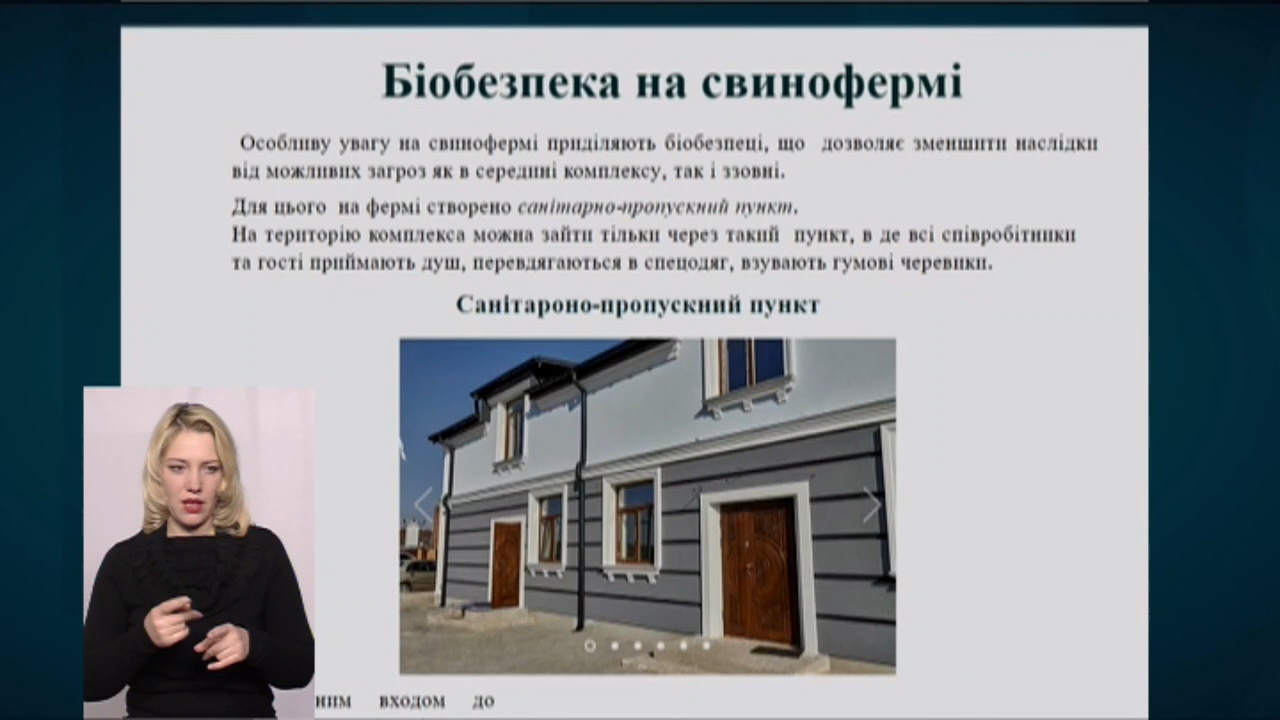 Біобезпека на свинофермі
Особливу увагу на свинофермі приділяють біобезпеці, що дозволяє зменшити наслідки
від можливих загроз як в середині комплексу, так і ззовні.
Для цього на фермі створено санітарно-пропускний пункт.
На територію комплекса можна зайти тільки через такий пункт, в де всі співробітники
та гості приймають душ, перевдягаються в спецодяг, взувають гумові черевики.
Санітароно-пропускний пункт
входом до